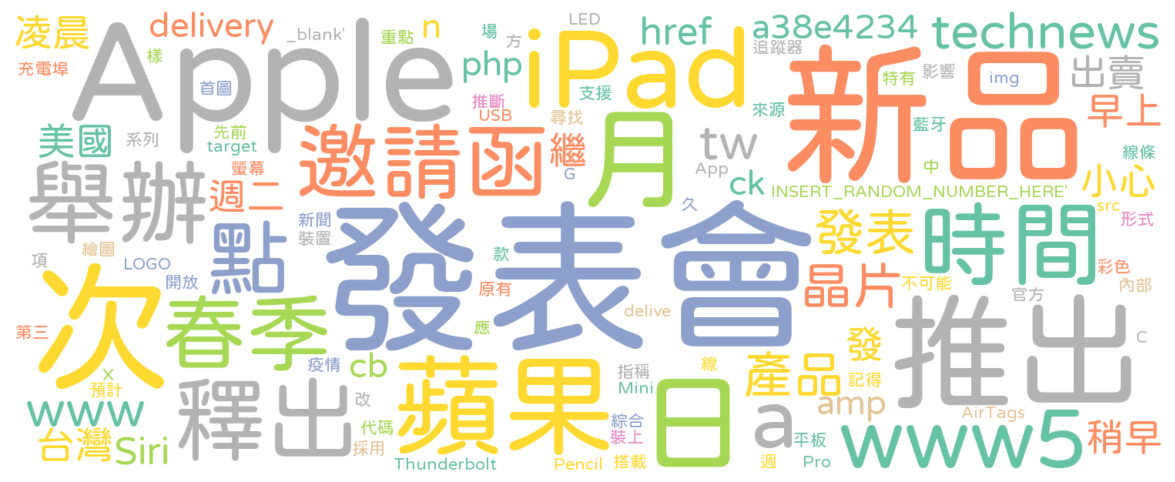 凌晨
delivery
_blank'
重點
n
場
LED
方
href
a38e4234
technews
追蹤器
充電埠
樣
Apple
首圖
php
iPad
支援
新品
特有
影響
img
出賣
推斷
USB
尋找
來源
藍牙
早上
美國
系列
先前
target
邀請函
繼
G
月
tw
App
ck
中
線條
小心
INSERT_RANDOM_NUMBER_HERE'
src
舉辦
螢幕
週二
久
新聞
裝置
發表會
發表
時間
形式
繪圖
點
項
LOGO
開放
款
原有
晶片
不可能
彩色
內部
官方
次
春季
應
delive
推出
C
第三
疫情
cb
X
預計
蘋果
指稱
Mini
線
日
產品
發
記得
www
釋出
改
代碼
採用
綜合
裝上
a
amp
AirTags
台灣
Siri
Thunderbolt
Pencil
搭載
週
平板
Pro
www5
稍早